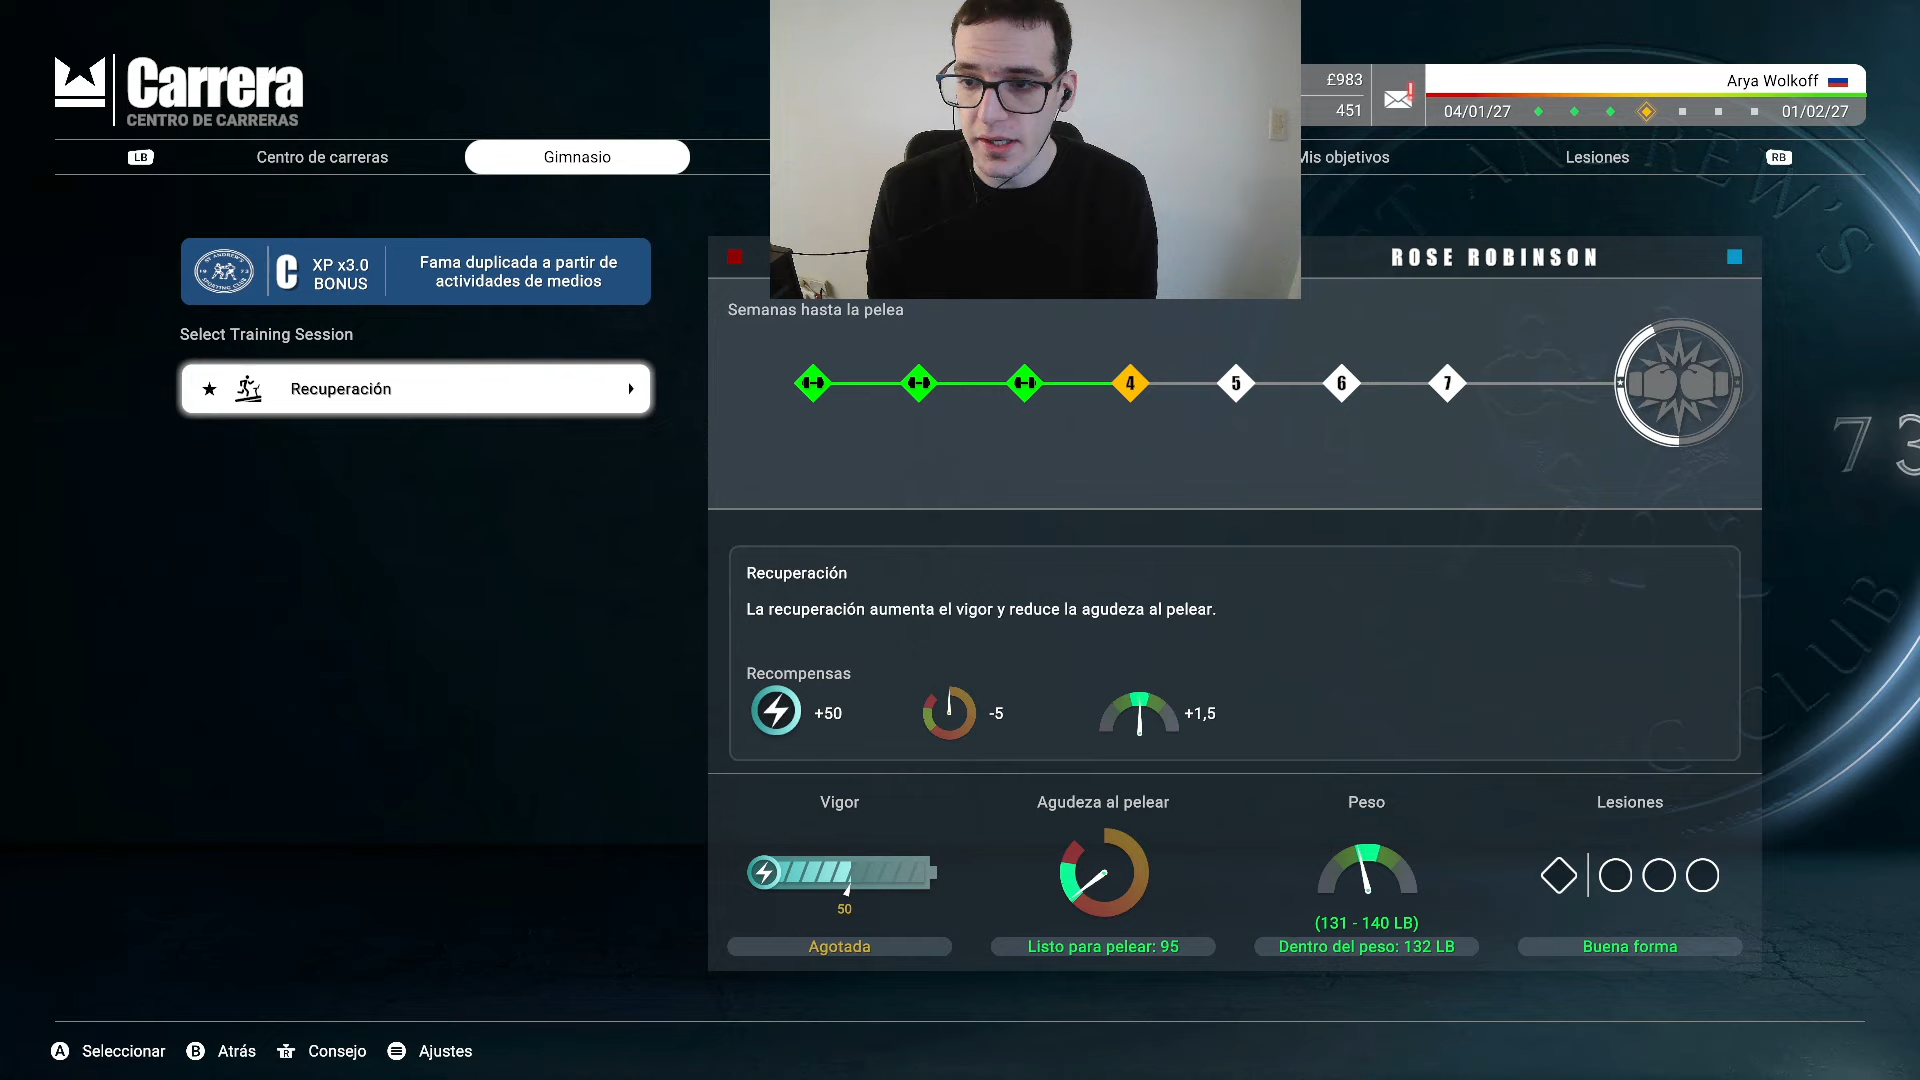 Carrera
CENTRO DE CARRERAS
£983
451
Arya Wolkoff
04/01/27
01/02/27
LB
Centro de carreras
Gimnasio
Mis objetivos
Lesiones
RB
C
XP x3.0
BONUS
Fama duplicada a partir de
actividades de medios
Select Training Session
Recuperación
ROSE ROBINSON
Semanas hasta la pelea
4
5
6
7
Recuperación
La recuperación aumenta el vigor y reduce la agudeza al pelear.
Recompensas
+50
-5
+1,5
Vigor
Agudeza al pelear
Peso
Lesiones
50
(131 - 140 LB)
Agotada
Listo para pelear: 95
Dentro del peso: 132 LB
Buena forma
A Seleccionar
B Atrás
R Consejo
Ajustes